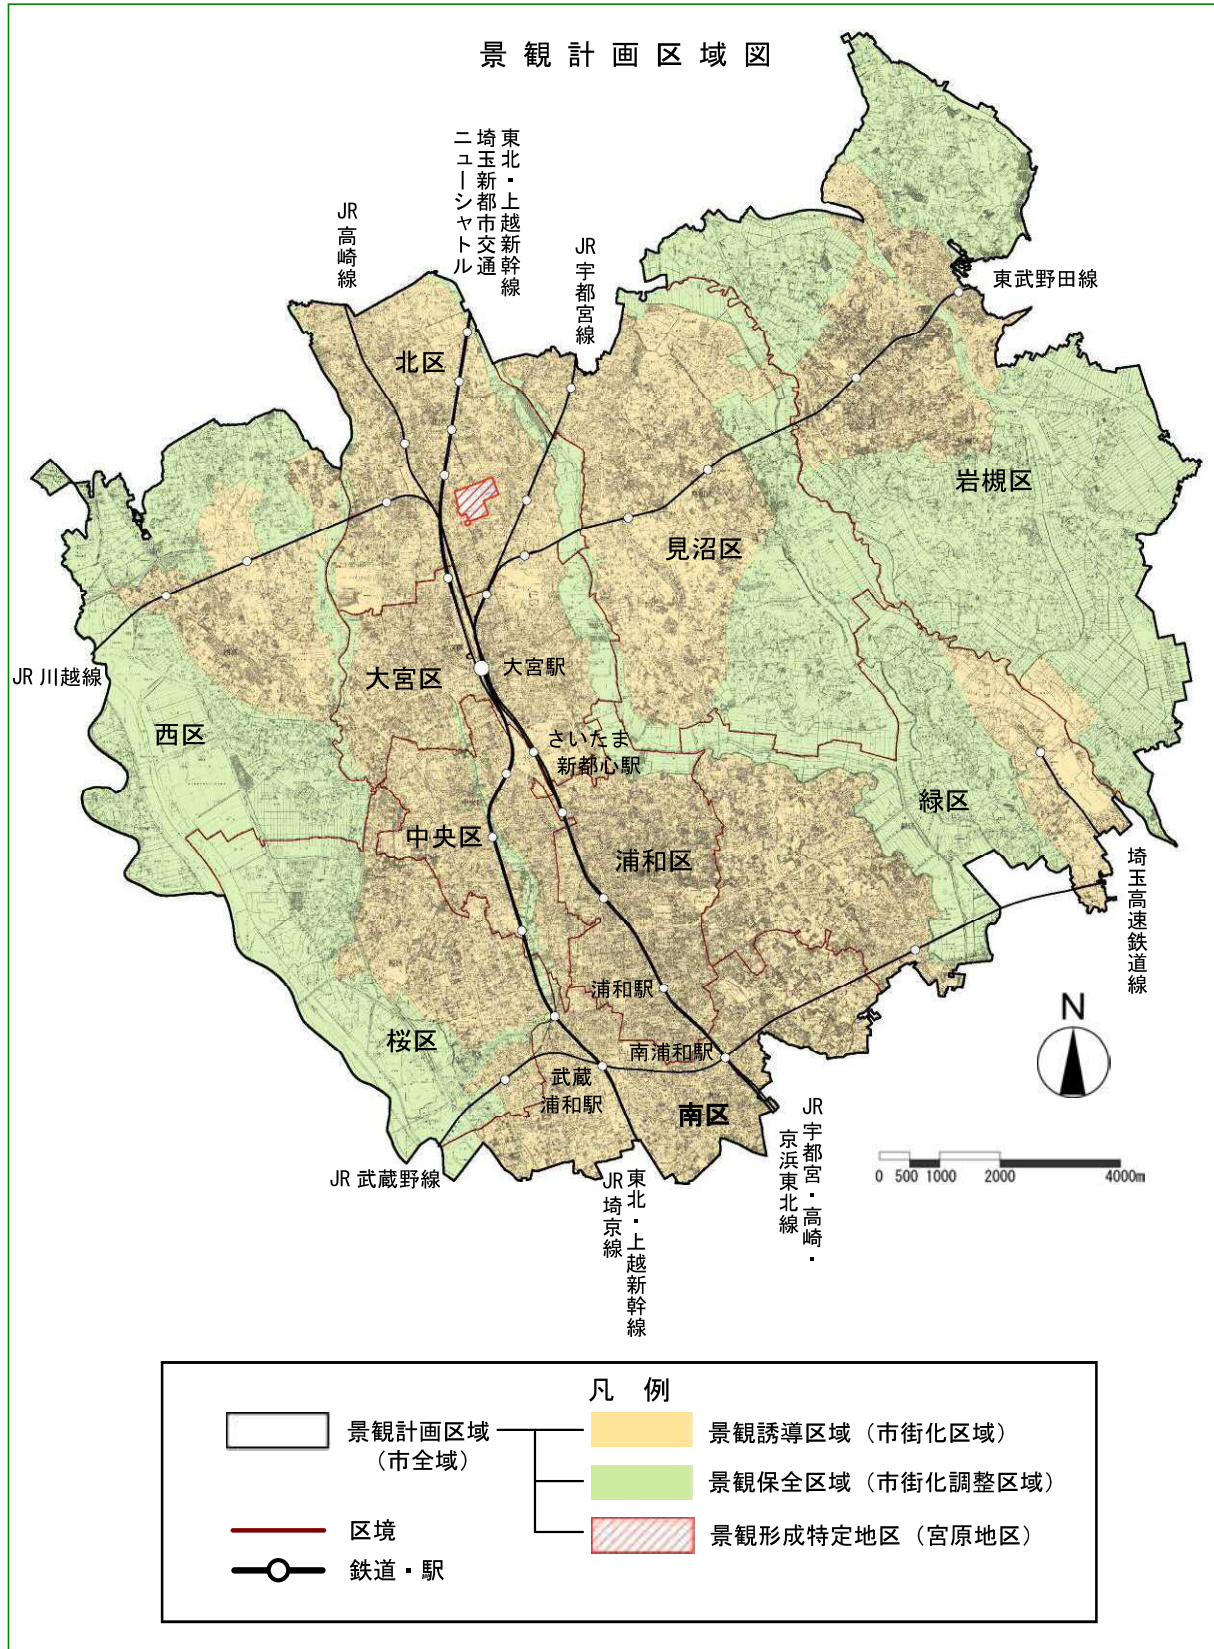 景観計画区域図
東北・上越新幹線
埼玉新都市交通
ニューシャトル
JR高崎線
JR宇都宮線
東武野田線
北区
岩槻区
見沼区
大宮駅
大宮区
JR川越線
西区
さいたま
新都心駅
緑区
中央区
浦和区
埼玉高速鉄道線
浦和駅
桜区
南浦和駅
武蔵
浦和駅
南区
N
JR宇都宮・高崎・
京浜東北線
JR武蔵野線
東北・上越新幹線
JR埼京線
0 500 1000 2000 4000m
凡 例
景観計画区域
(市全域)
景観誘導区域(市街化区域)
景観保全区域(市街化調整区域)
景観形成特定地区(宮原地区)
区境
鉄道・駅